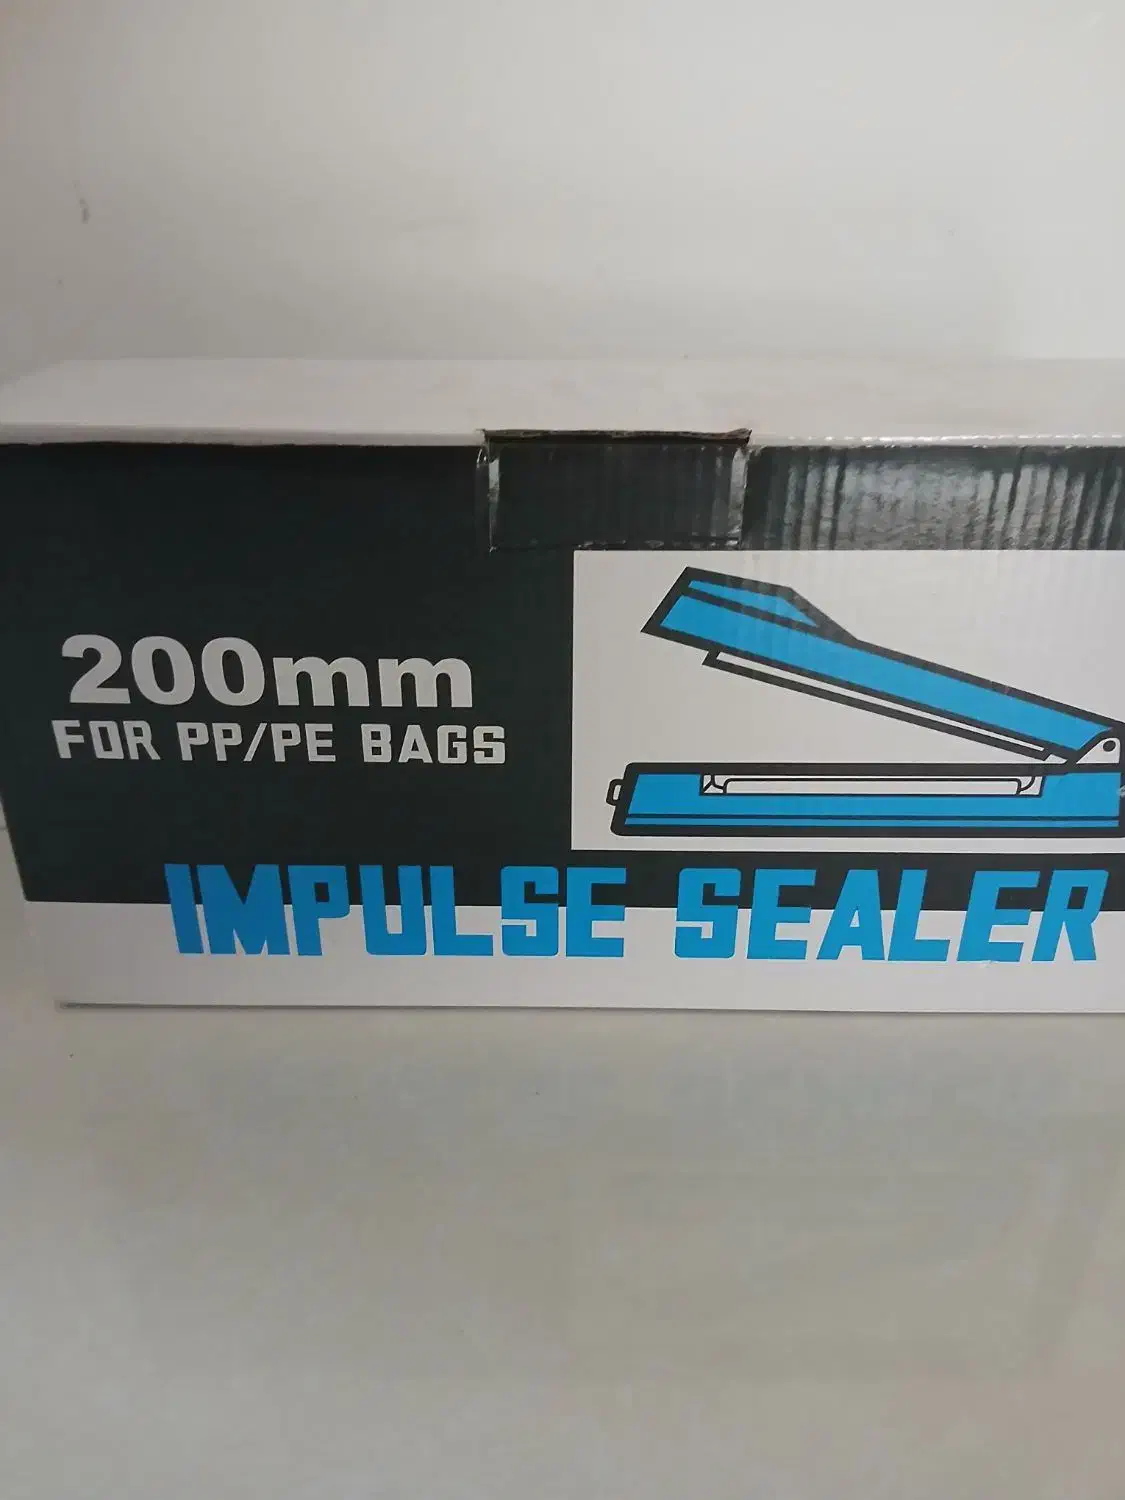 200mm
FOR PP/PE BAGS
IMPULSE SEALER